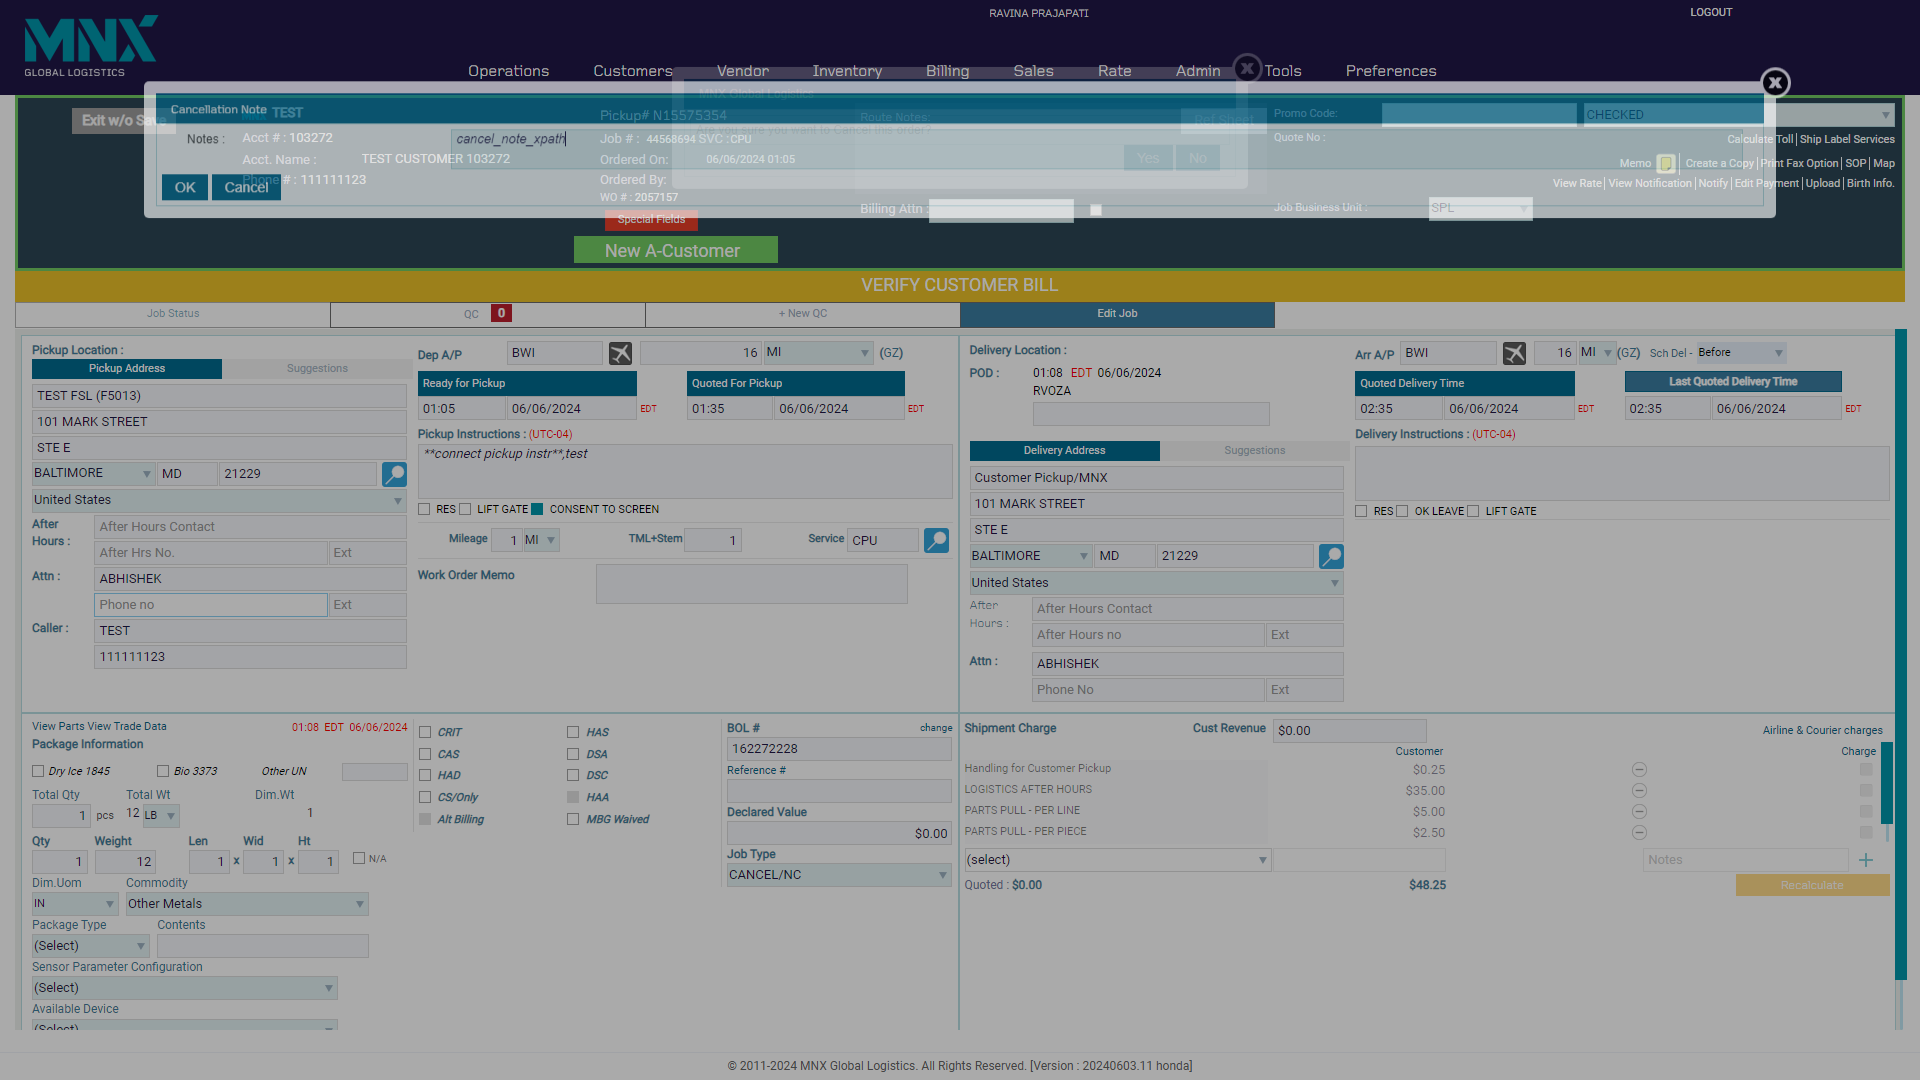 MNX
GLOBAL LOGISTICS
RAVINA PRAJAPATI
LOGOUT
Operations
Customers
Vendor
Inventory
Billing
Sales
Rate
Admin
Tools
Preferences
Cancellation Note
TEST
Exit w/o Save
Notes :
cancel_note_xpath
OK
Cancel
Acct # : 103272
Acct. Name :
TEST CUSTOMER 103272
Phone # : 111111123
Pickup# N15575354
Job # : 44568694 SVC : CPU
Ordered On: 06/06/2024 01:05
Ordered By:
WO # : 2057157
Special Fields
New A-Customer
MNX Global Logistics
Route Notes:
Ref Sheet
Yes
No
Billing Attn :
Promo Code:
CHECKED
Quote No :
Calculate Toll | Ship Label Services
Memo
Create a Copy | Print Fax Option | SOP | Map
View Rate | View Notification | Notify | Edit Payment | Upload | Birth Info.
Job Business Unit :
SPL
VERIFY CUSTOMER BILL
Job Status
QC 0
+ New QC
Edit Job
Pickup Location :
Pickup Address
Suggestions
TEST FSL (F5013)
101 MARK STREET
STE E
BALTIMORE
MD
21229
United States
After Hours :
After Hours Contact
After Hrs No.
Ext
Attn :
ABHISHEK
Phone no
Ext
Caller :
TEST
111111123
Dep A/P
BWI
16
MI
(GZ)
Ready for Pickup
01:05
06/06/2024
EDT
Quoted For Pickup
01:35
06/06/2024
EDT
Pickup Instructions : (UTC-04)
**connect pickup instr**,test
RES
LIFT GATE
CONSENT TO SCREEN
Mileage
1
MI
TML+Stem
1
Service
CPU
Work Order Memo
Delivery Location :
POD :
01:08 EDT 06/06/2024
RVOZA
Delivery Address
Suggestions
Customer Pickup/MNX
101 MARK STREET
STE E
BALTIMORE
MD
21229
United States
After Hours :
After Hours Contact
After Hours no
Ext
Attn :
ABHISHEK
Phone No
Ext
Arr A/P
BWI
16
MI
(GZ)
Sch Del -
Before
Quoted Delivery Time
02:35
06/06/2024
EDT
Last Quoted Delivery Time
02:35
06/06/2024
EDT
Delivery Instructions : (UTC-04)
RES
OK LEAVE
LIFT GATE
View Parts View Trade Data
01:08 EDT 06/06/2024
Package Information
Dry Ice 1845
Bio 3373
Other UN
Total Qty
Total Wt
Dim.Wt
1
pcs
12
LB
1
Qty
Weight
Len
Wid
Ht
1
12
1
x
1
x
1
N/A
Dim.Uom
Commodity
IN
Other Metals
Package Type
Contents
(Select)
Sensor Parameter Configuration
(Select)
Available Device
(Select)
CRIT
HAS
CAS
DSA
HAD
DSC
CS/Only
HAA
Alt Billing
MBG Waived
BOL #
change
162272228
Reference #
Declared Value
$0.00
Job Type
CANCEL/NC
Shipment Charge
Cust Revenue
$0.00
Airline & Courier charges
Customer
Charge
Handling for Customer Pickup
$0.25
LOGISTICS AFTER HOURS
$35.00
PARTS PULL - PER LINE
$5.00
PARTS PULL - PER PIECE
$2.50
(select)
Notes
Quoted : $0.00
$48.25
Recalculate
© 2011-2024 MNX Global Logistics. All Rights Reserved. [Version : 20240603.11 honda]